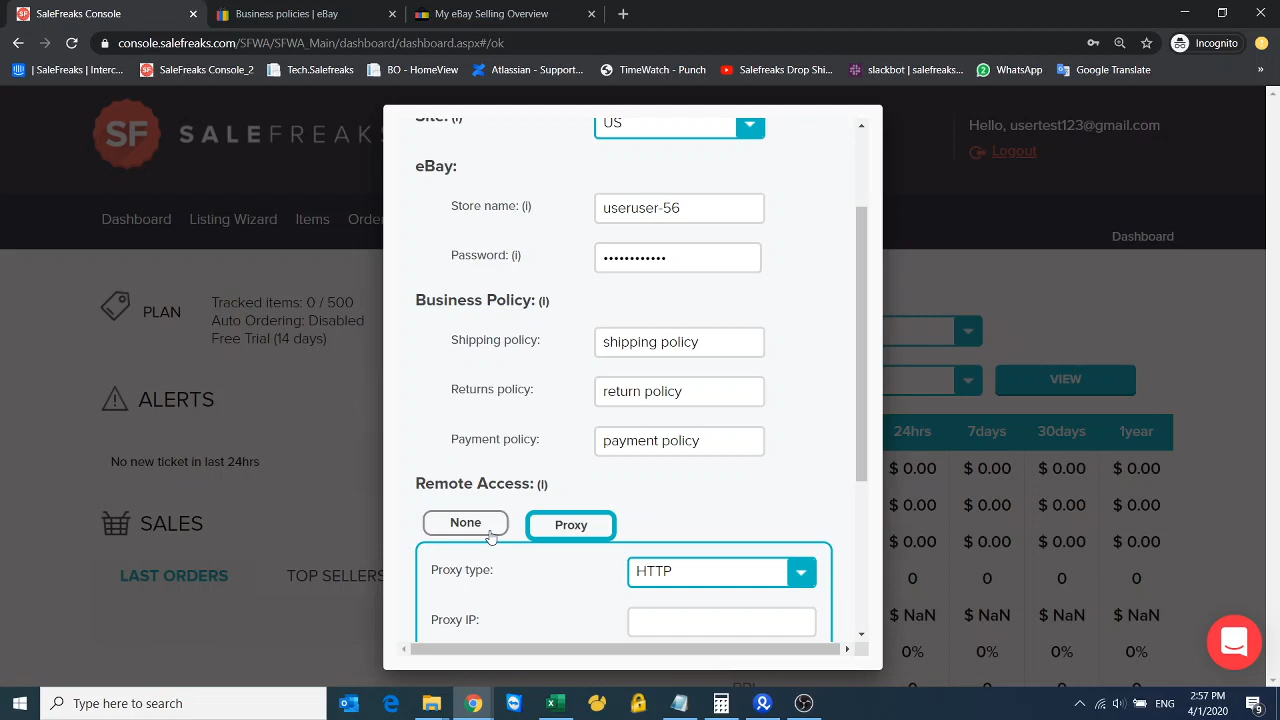 SaleFreaks Console
Business policies | eBay
My eBay Selling Overview
console.salefreaks.com/SFWA/SFWA_Main/dashboard/dashboard.aspx#/ok
Incognito
| SaleFreaks | Interc...
SaleFreaks Console_2
Tech.Salefreaks
BO - HomeView
Atlassian - Support...
TimeWatch - Punch
Salefreaks Drop Shi...
slackbot | salefreaks...
WhatsApp
Google Translate
SF SALEFREAKS
Hello, usertest123@gmail.com
Logout
Dashboard
Listing Wizard
Items
Dashboard
PLAN
Tracked items: 0 / 500
Auto Ordering: Disabled
Free Trial (14 days)
ALERTS
No new ticket in last 24hrs
SALES
LAST ORDERS
TOP SELLERS
Site: (i)
US
eBay:
Store name: (i)
useruser-56
Password: (i)
••••••••••••
Business Policy: (i)
Shipping policy:
shipping policy
Returns policy:
return policy
Payment policy:
payment policy
Remote Access: (I)
None
Proxy
Proxy type:
HTTP
Proxy IP:
VIEW
24hrs 7days 30days 1year
$ 0.00 $ 0.00 $ 0.00 $ 0.00
$ 0.00 $ 0.00 $ 0.00 $ 0.00
$ 0.00 $ 0.00 $ 0.00 $ 0.00
0 0 0 0
$ NaN $ NaN $ NaN $ NaN
0% 0% 0% 0%
Type here to search
ENG
2:57 PM
4/1/2020